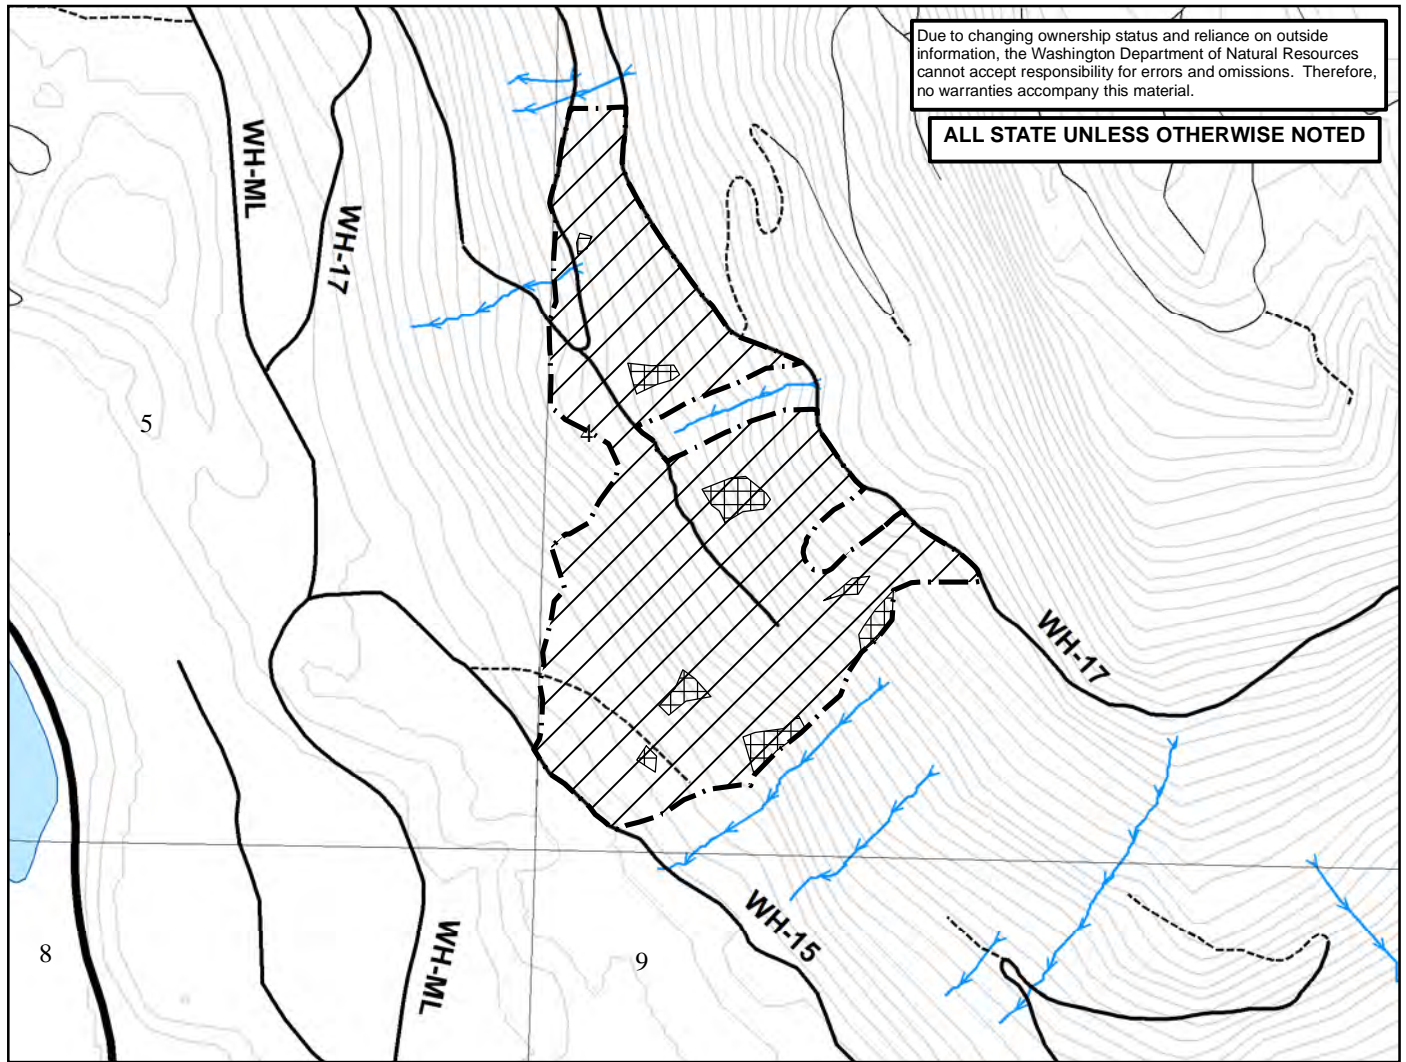 Due to changing ownership status and reliance on outside
information, the Washington Department of Natural Resources
cannot accept responsibility for errors and omissions.  Therefore,
no warranties accompany this material.
ALL STATE UNLESS OTHERWISE NOTED
WH-ML
WH-17
5
4
WH-17
WH-15
WH-ML
8
9